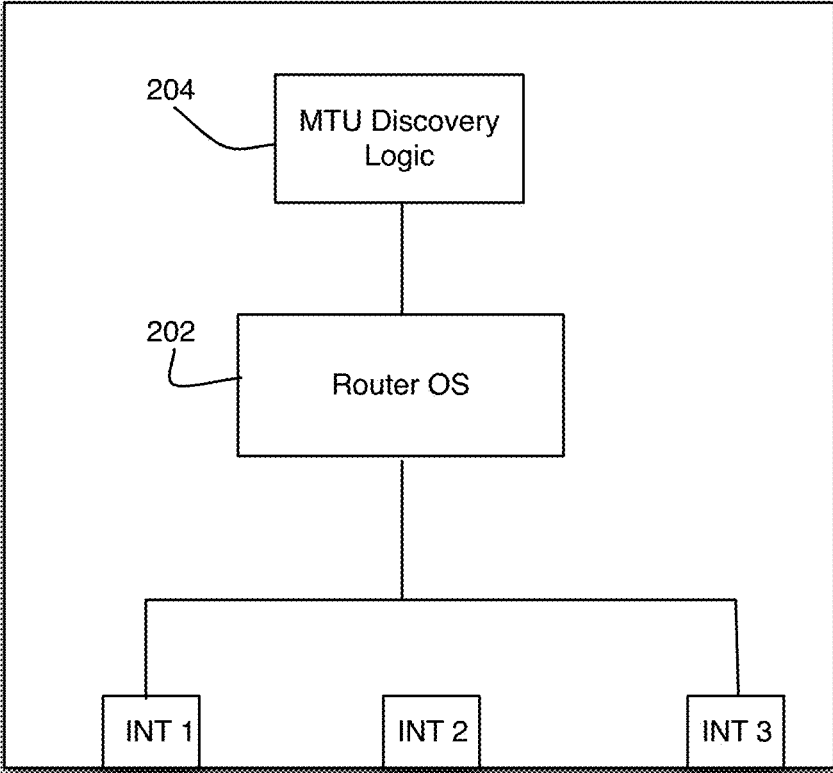 204
MTU Discovery
Logic
202
Router OS
INT 1
INT 2
INT 3